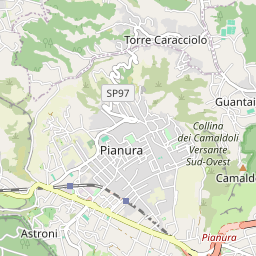 Torre Caracciolo
SP97
Guantai
Collina
dei Camaldoli
Versante
Sud-Ovest
Pianura
Camald
Astroni
Pianura